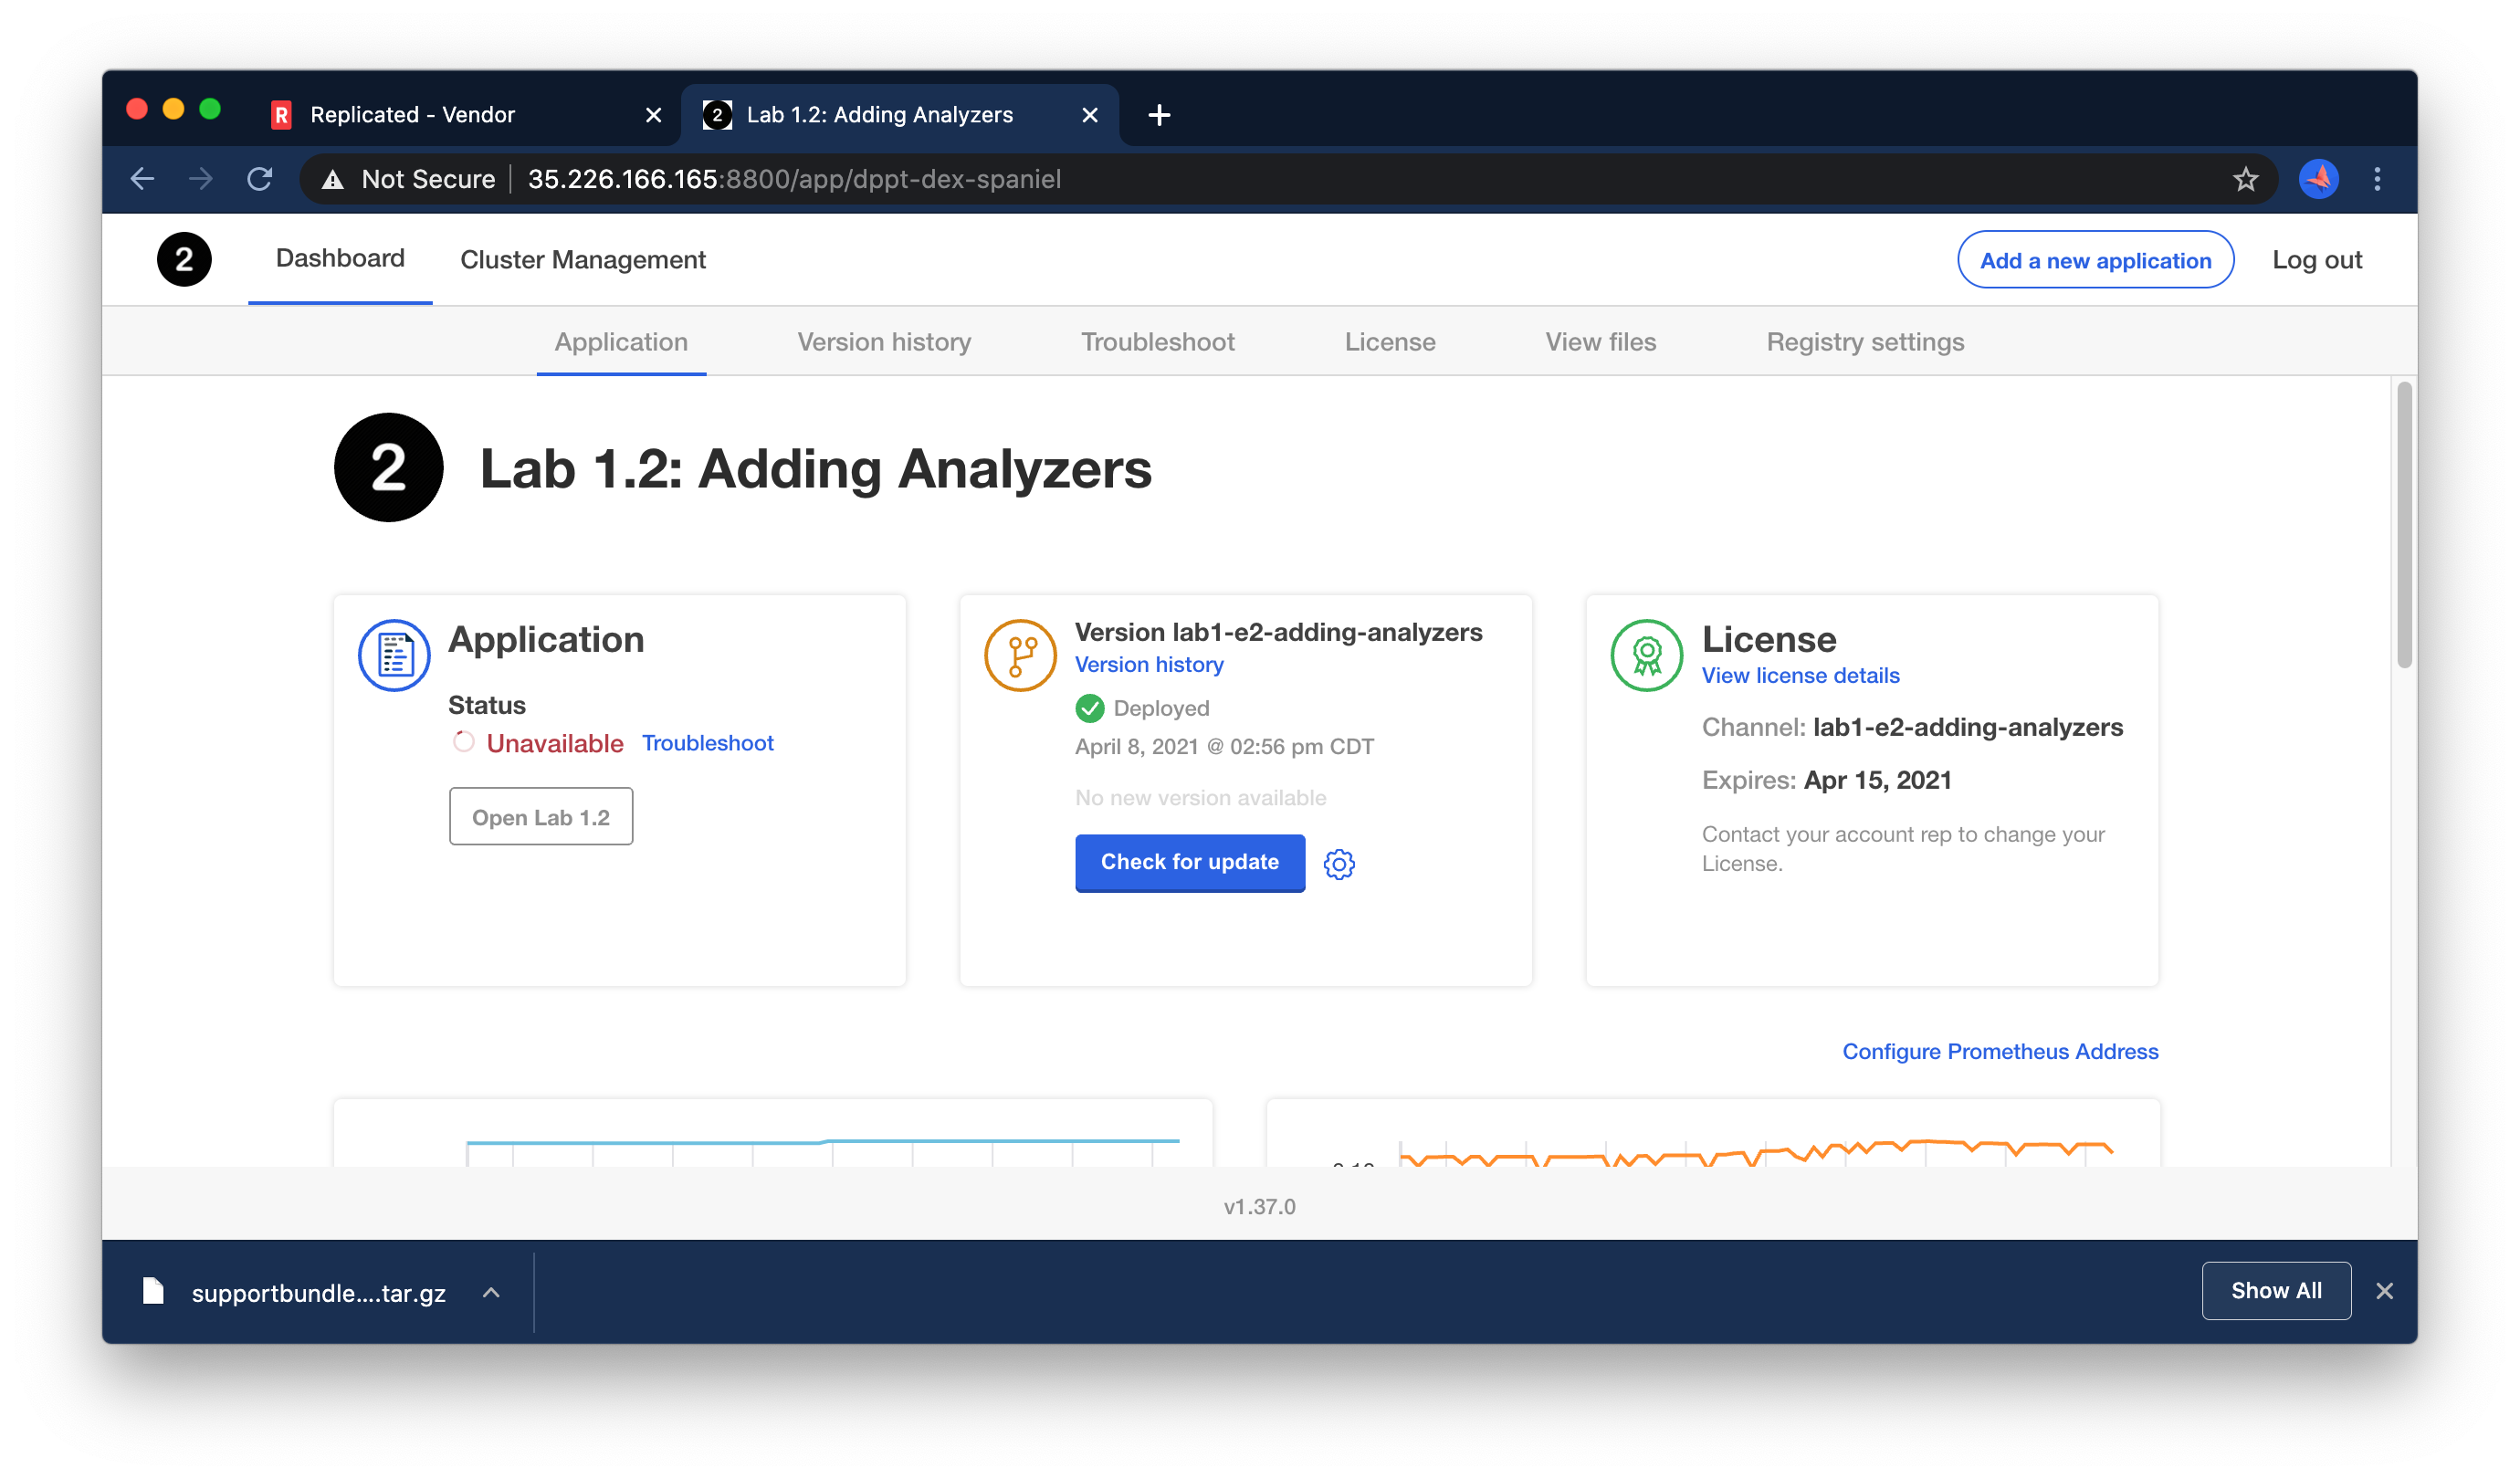 R Replicated - Vendor
2 Lab 1.2: Adding Analyzers
Not Secure 35.226.166.165:8800/app/dppt-dex-spaniel
2 Dashboard Cluster Management Add a new application Log out
Application Version history Troubleshoot License View files Registry settings
2 Lab 1.2: Adding Analyzers
Application
Status
Unavailable Troubleshoot
Open Lab 1.2
Version lab1-e2-adding-analyzers
Version history
Deployed
April 8, 2021 @ 02:56 pm CDT
No new version available
Check for update
License
View license details
Channel: lab1-e2-adding-analyzers
Expires: Apr 15, 2021
Contact your account rep to change your
License.
Configure Prometheus Address
v1.37.0
supportbundle....tar.gz
Show All